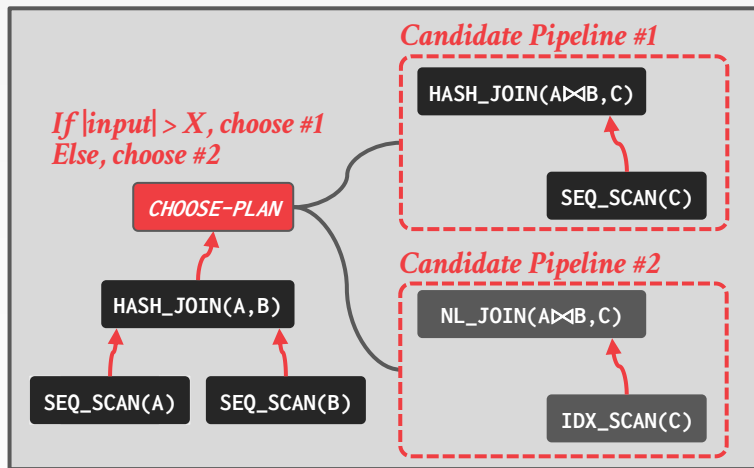 Candidate Pipeline #1
HASH_JOIN(A⋈B,C)
SEQ_SCAN(C)
If |input| > X, choose #1
Else, choose #2
CHOOSE-PLAN
HASH_JOIN(A,B)
SEQ_SCAN(A)
SEQ_SCAN(B)
Candidate Pipeline #2
NL_JOIN(A⋈B,C)
IDX_SCAN(C)